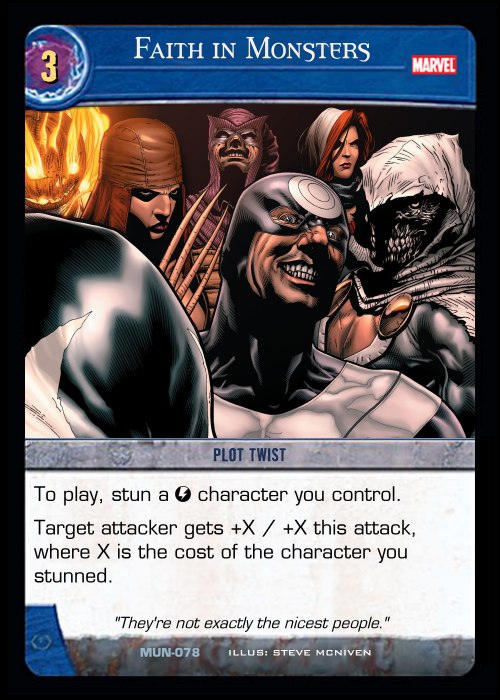 3
FAITH IN MONSTERS
MARVEL
PLOT TWIST
To play, stun a character you control.
Target attacker gets +X / +X this attack,
where X is the cost of the character you
stunned.
"They're not exactly the nicest people."
MUN-078 ILLUS: STEVE MCNIVEN